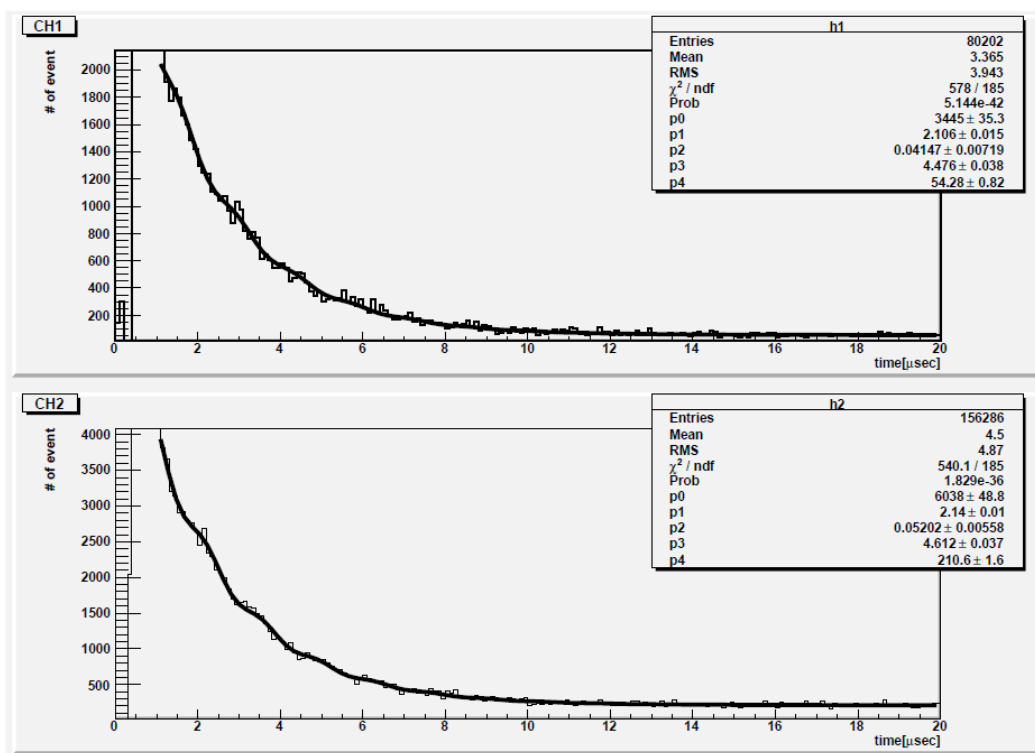 CH1
h1
Entries 80202
Mean 3.365
RMS 3.943
χ² / ndf 578 / 185
Prob 5.144e-42
p0 3445 ± 35.3
p1 2.106 ± 0.015
p2 0.04147 ± 0.00719
p3 4.476 ± 0.038
p4 54.28 ± 0.82
# of event
2000
1800
1600
1400
1200
1000
800
600
400
200
0 2 4 6 8 10 12 14 16 18 20
time[μsec]
CH2
h2
Entries 156286
Mean 4.5
RMS 4.87
χ² / ndf 540.1 / 185
Prob 1.829e-36
p0 6038 ± 48.8
p1 2.14 ± 0.01
p2 0.05202 ± 0.00558
p3 4.612 ± 0.037
p4 210.6 ± 1.6
# of event
4000
3500
3000
2500
2000
1500
1000
500
0 2 4 6 8 10 12 14 16 18 20
time[μsec]